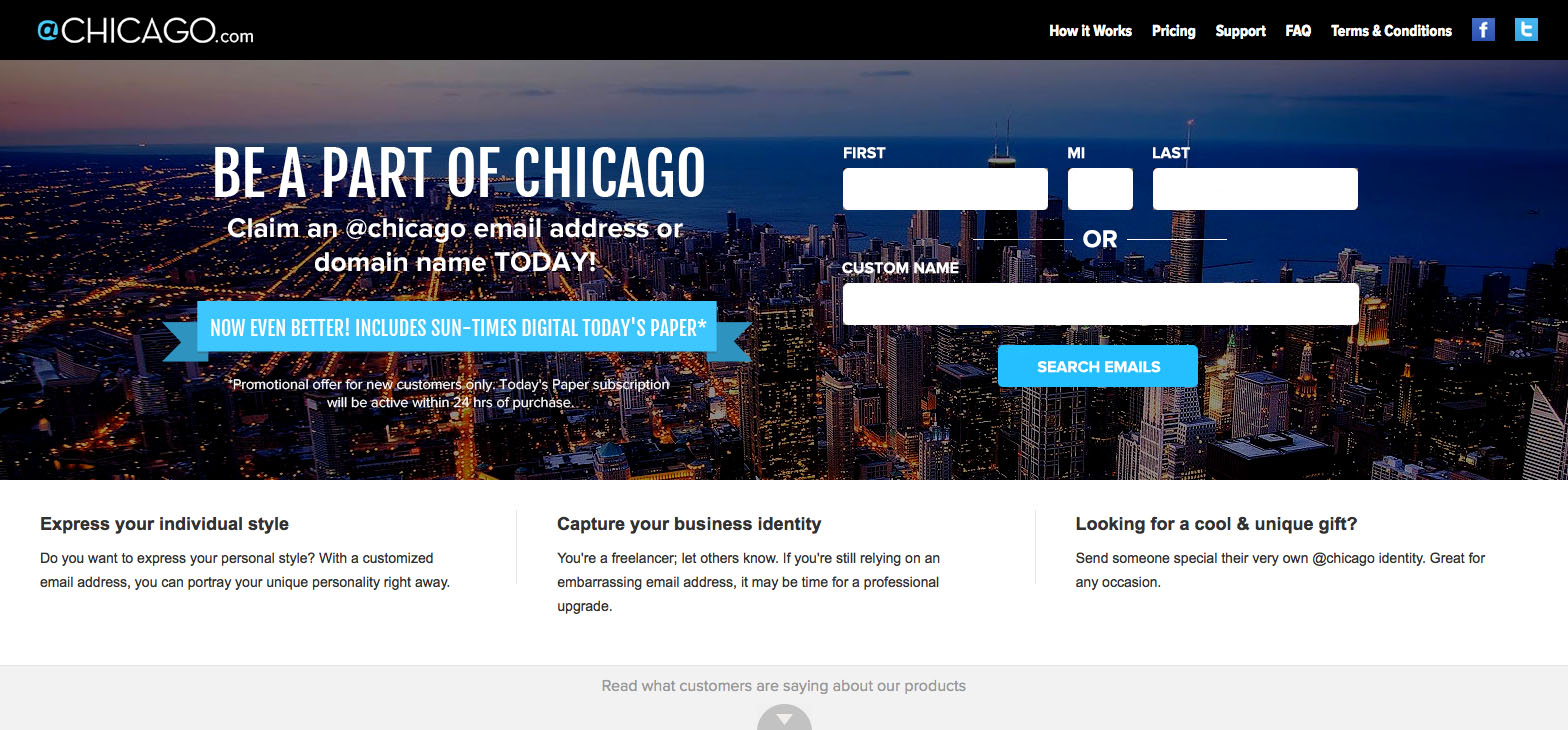 @CHICAGO.com
How it Works Pricing Support FAQ Terms & Conditions f t
BE A PART OF CHICAGO
Claim an @chicago email address or
domain name TODAY!
NOW EVEN BETTER! INCLUDES SUN-TIMES DIGITAL TODAY'S PAPER*
*Promotional offer for new customers only. Today's Paper subscription
will be active within 24 hrs of purchase.
FIRST MI LAST
OR
CUSTOM NAME
SEARCH EMAILS
Express your individual style
Do you want to express your personal style? With a customized
email address, you can portray your unique personality right away.
Capture your business identity
You're a freelancer; let others know. If you're still relying on an
embarrassing email address, it may be time for a professional
upgrade.
Looking for a cool & unique gift?
Send someone special their very own @chicago identity. Great for
any occasion.
Read what customers are saying about our products